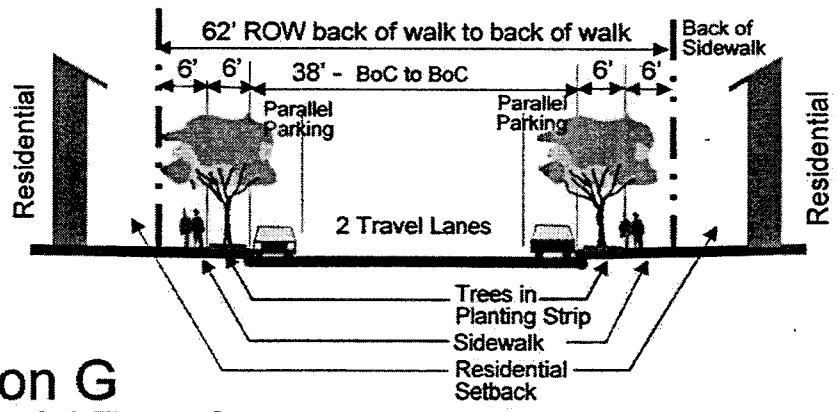 62' ROW back of walk to back of walk
Back of
Sidewalk
6'
6'
38' - BoC to BoC
6'
6'
Parallel
Parking
Parallel
Parking
Residential
Residential
2 Travel Lanes
Trees in
Planting Strip
Sidewalk
Residential
Setback
on G